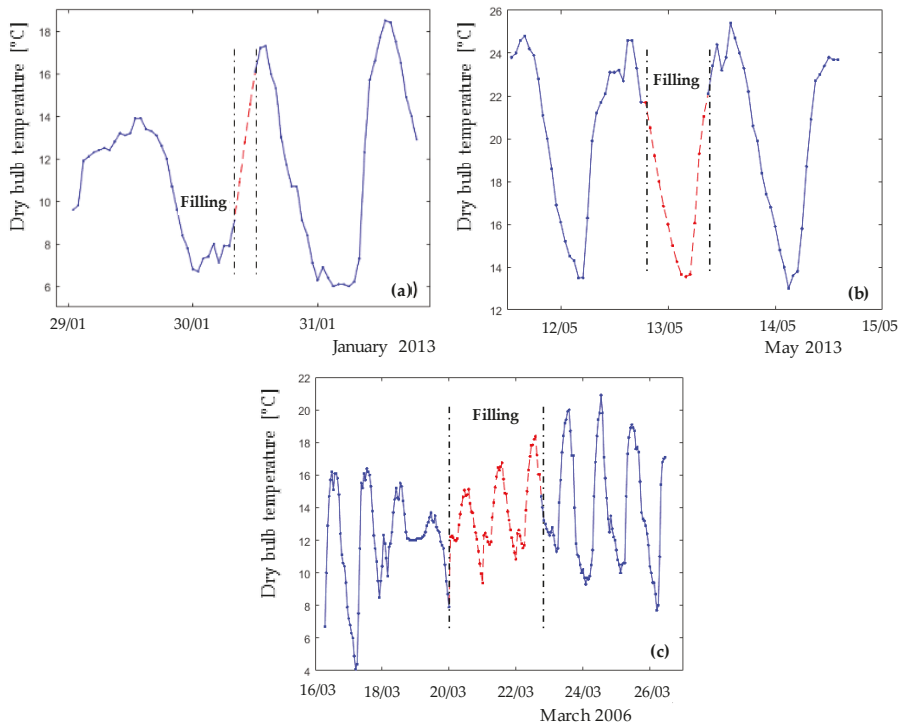 Dry bulb temperature [°C]
18
16
14
12
10
8
6
Filling
(a))
29/01 30/01 31/01
January 2013
Dry bulb temperature [°C]
26
24
22
20
18
16
14
12
Filling
(b)
12/05 13/05 14/05 15/05
May 2013
Dry bulb temperature [°C]
22
20
18
16
14
12
10
8
6
4
Filling
(c)
16/03 18/03 20/03 22/03 24/03 26/03
March 2006